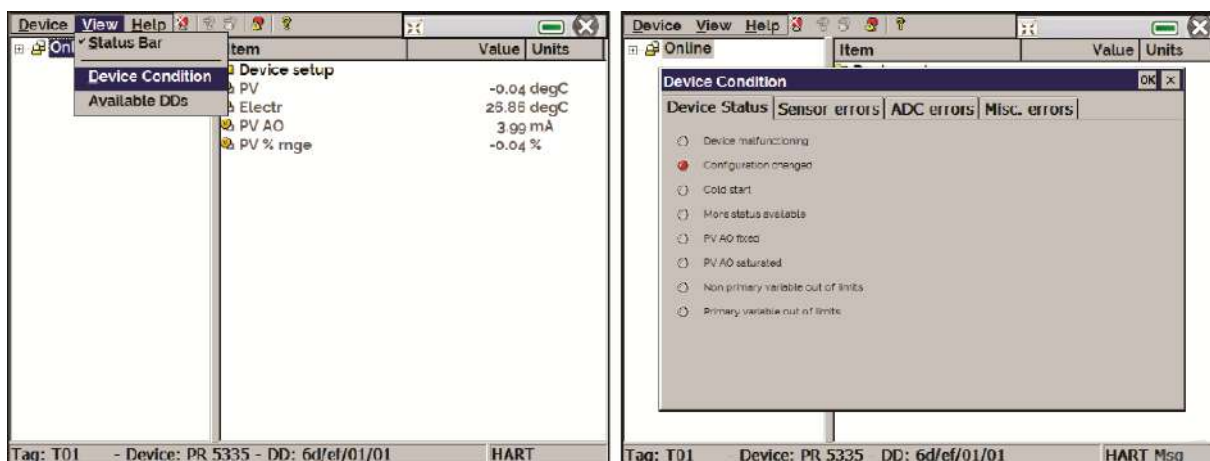 Device View Help
Status Bar
Device Condition
Available DDs
Onl
tem Value Units
Device setup
PV -0.04 degC
Electr 26.86 degC
PV AO 3.99 mA
PV % rnge -0.04 %
Tag: T01 - Device: PR 5335 - DD: 6d/ef/01/01 HART
Device View Help
Online
Item Value Units
Device Condition OK
Device Status Sensor errors ADC errors Misc. errors
Device malfunctioning
Configuration changed
Cold start
More status available
PV AO fixed
PV AO saturated
Non primary variable out of limits
Primary variable out of limits
Tag: T01 Device: PR 5335 DD: 6d/ef/01/01 HART Msg